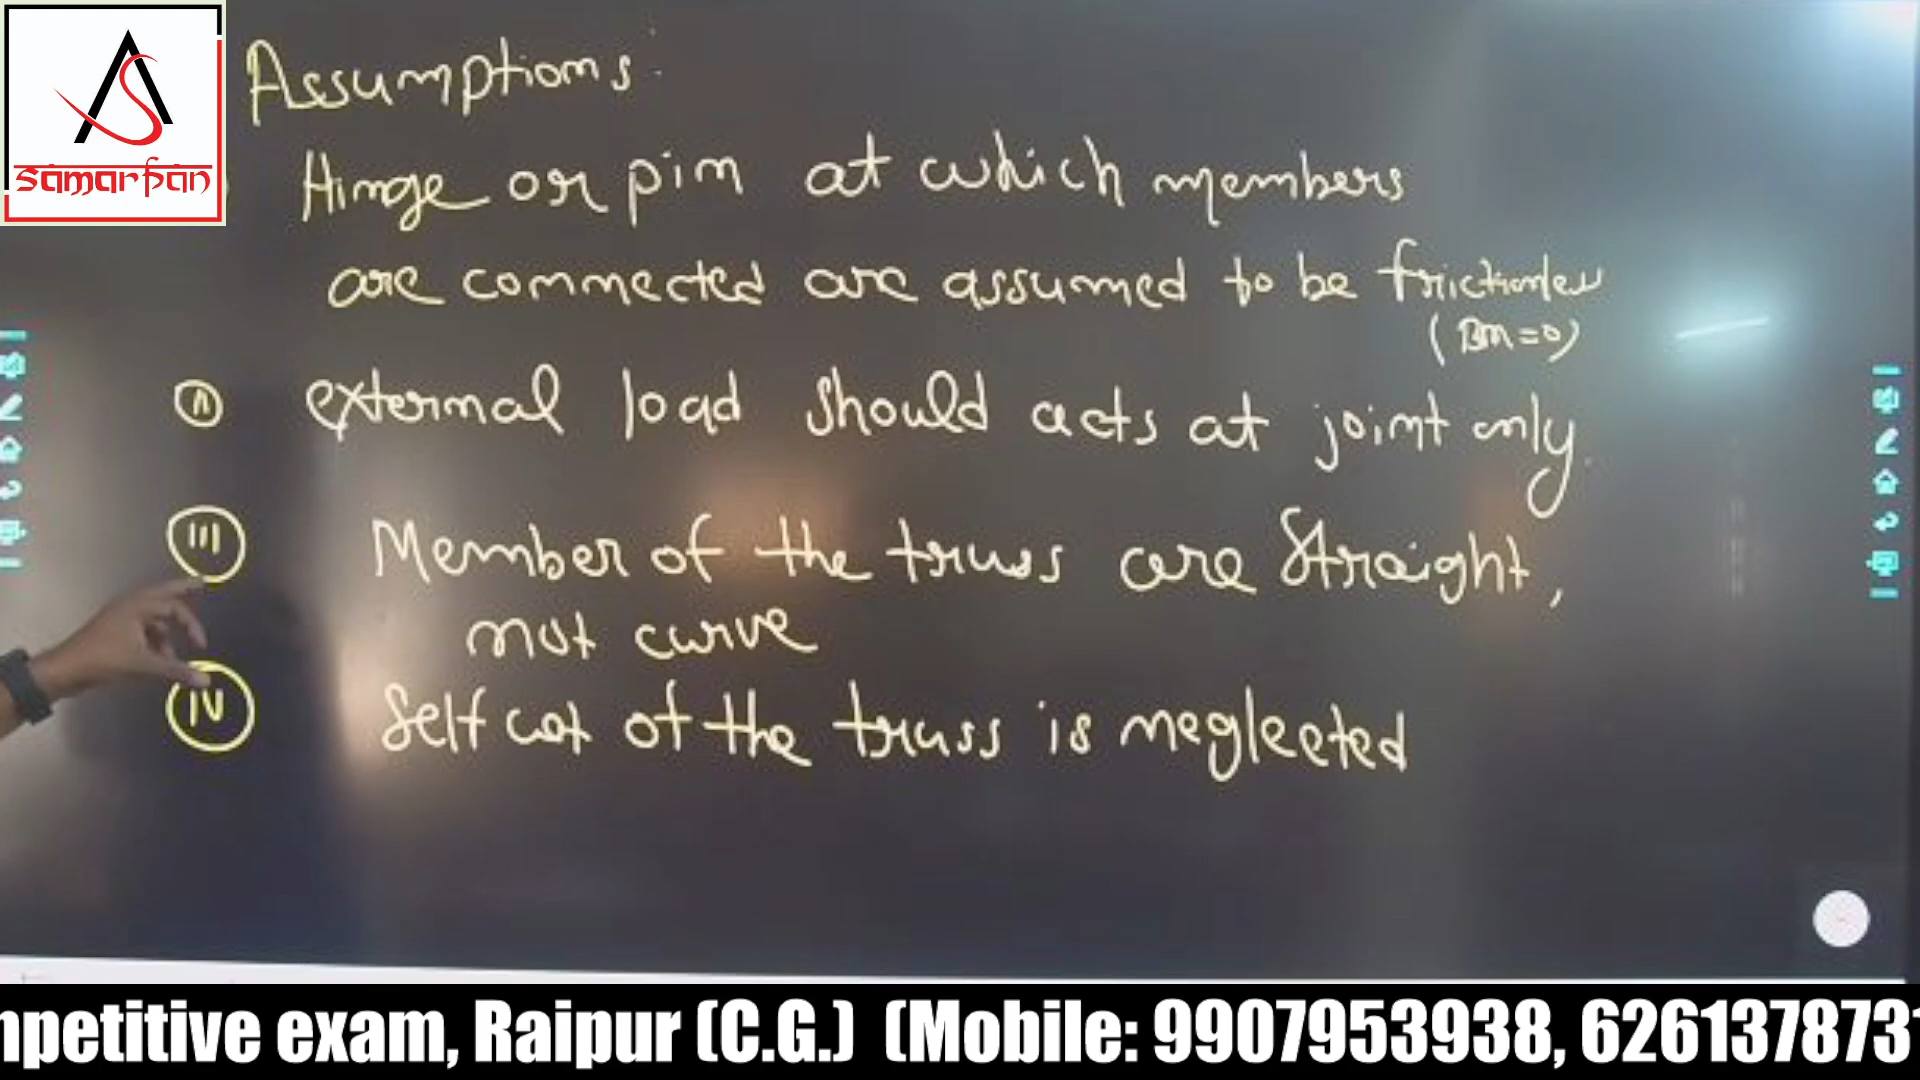 SAMARPAN
Assumptions:
Hinge or pin at which members
are connected are assumed to be frictionless
(BM=0)
(II) external load should acts at joint only.
(III) Member of the truss are straight,
not curve
(IV) Self wt of the truss is neglected
mpetitive exam, Raipur (C.G.) (Mobile: 9907953938, 626137873